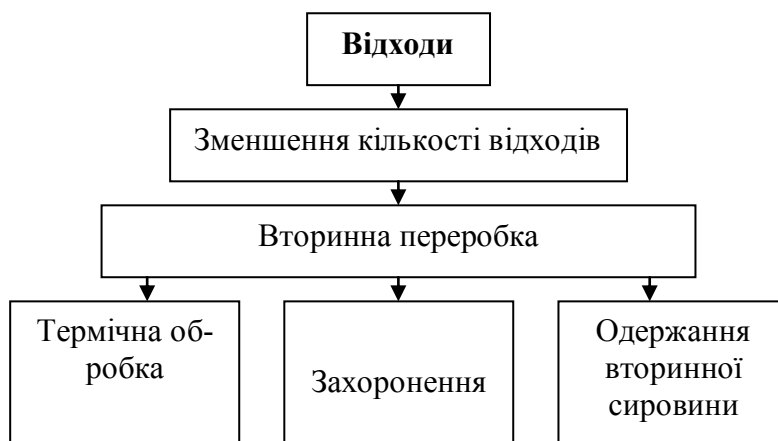 Відходи
Зменшення кількості відходів
Вторинна переробка
Термічна об-
робка
Захоронення
Одержання
вторинної
сировини